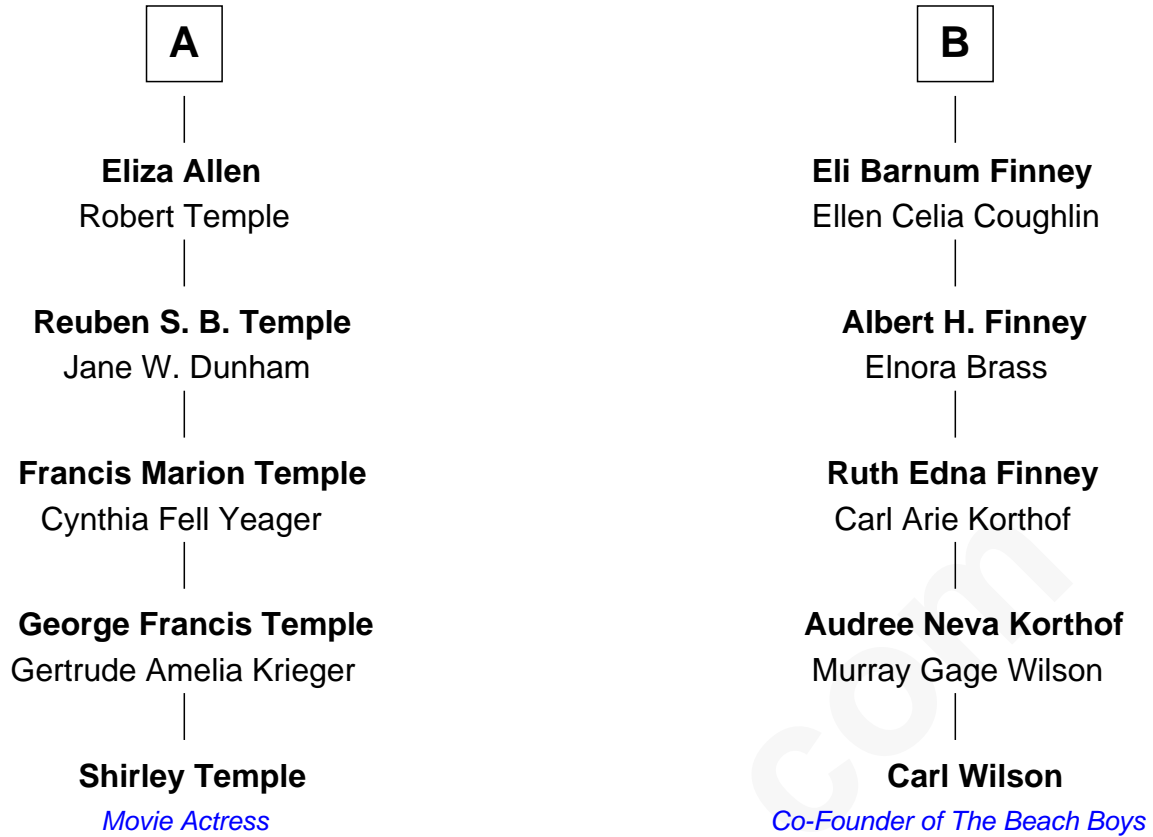 A
Eliza Allen
Robert Temple
Reuben S. B. Temple
Jane W. Dunham
Francis Marion Temple
Cynthia Fell Yeager
George Francis Temple
Gertrude Amelia Krieger
Shirley Temple
Movie Actress
B
Eli Barnum Finney
Ellen Celia Coughlin
Albert H. Finney
Elnora Brass
Ruth Edna Finney
Carl Arie Korthof
Audree Neva Korthof
Murray Gage Wilson
Carl Wilson
Co-Founder of The Beach Boys
com